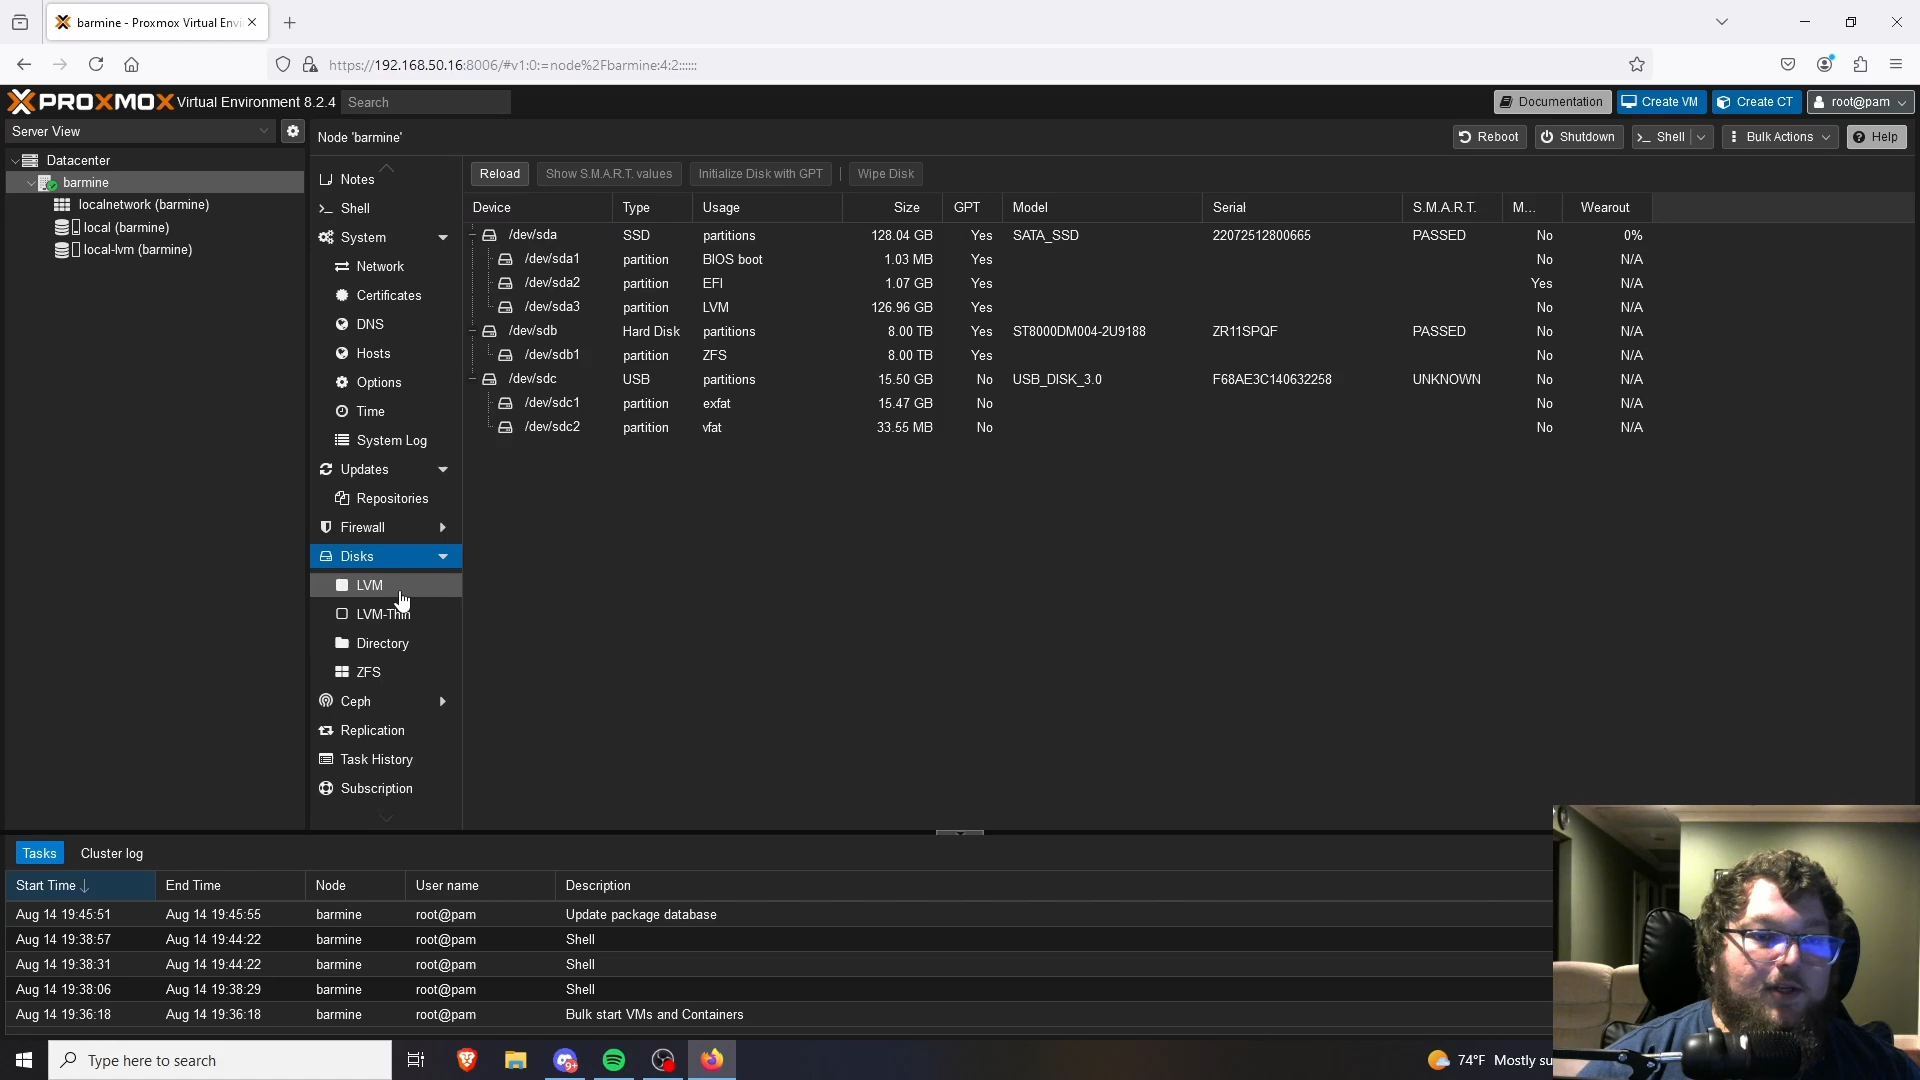 barmine - Proxmox Virtual Envi
https://192.168.50.16:8006/#v1:0:=node%2Fbarmine:4:2::::::
PROXMOX Virtual Environment 8.2.4
Search
Documentation
Create VM
Create CT
root@pam
Server View
Node 'barmine'
Reboot
Shutdown
Shell
Bulk Actions
Help
Datacenter
barmine
localnetwork (barmine)
local (barmine)
local-lvm (barmine)
Notes
Shell
System
Network
Certificates
DNS
Hosts
Options
Time
System Log
Updates
Repositories
Firewall
Disks
LVM
LVM-Thin
Directory
ZFS
Ceph
Replication
Task History
Subscription
Reload
Show S.M.A.R.T. values
Initialize Disk with GPT
Wipe Disk
Device Type Usage Size GPT Model Serial S.M.A.R.T. M... Wearout
/dev/sda SSD partitions 128.04 GB Yes SATA_SSD 22072512800665 PASSED No 0%
/dev/sda1 partition BIOS boot 1.03 MB Yes No N/A
/dev/sda2 partition EFI 1.07 GB Yes Yes N/A
/dev/sda3 partition LVM 126.96 GB Yes No N/A
/dev/sdb Hard Disk partitions 8.00 TB Yes ST8000DM004-2U9188 ZR11SPQF PASSED No N/A
/dev/sdb1 partition ZFS 8.00 TB Yes No N/A
/dev/sdc USB partitions 15.50 GB No USB_DISK_3.0 F68AE3C140632258 UNKNOWN No N/A
/dev/sdc1 partition exfat 15.47 GB No No N/A
/dev/sdc2 partition vfat 33.55 MB No No N/A
Tasks
Cluster log
Start Time End Time Node User name Description
Aug 14 19:45:51 Aug 14 19:45:55 barmine root@pam Update package database
Aug 14 19:38:57 Aug 14 19:44:22 barmine root@pam Shell
Aug 14 19:38:31 Aug 14 19:44:22 barmine root@pam Shell
Aug 14 19:38:06 Aug 14 19:38:29 barmine root@pam Shell
Aug 14 19:36:18 Aug 14 19:36:18 barmine root@pam Bulk start VMs and Containers
Type here to search
9+
74°F Mostly su